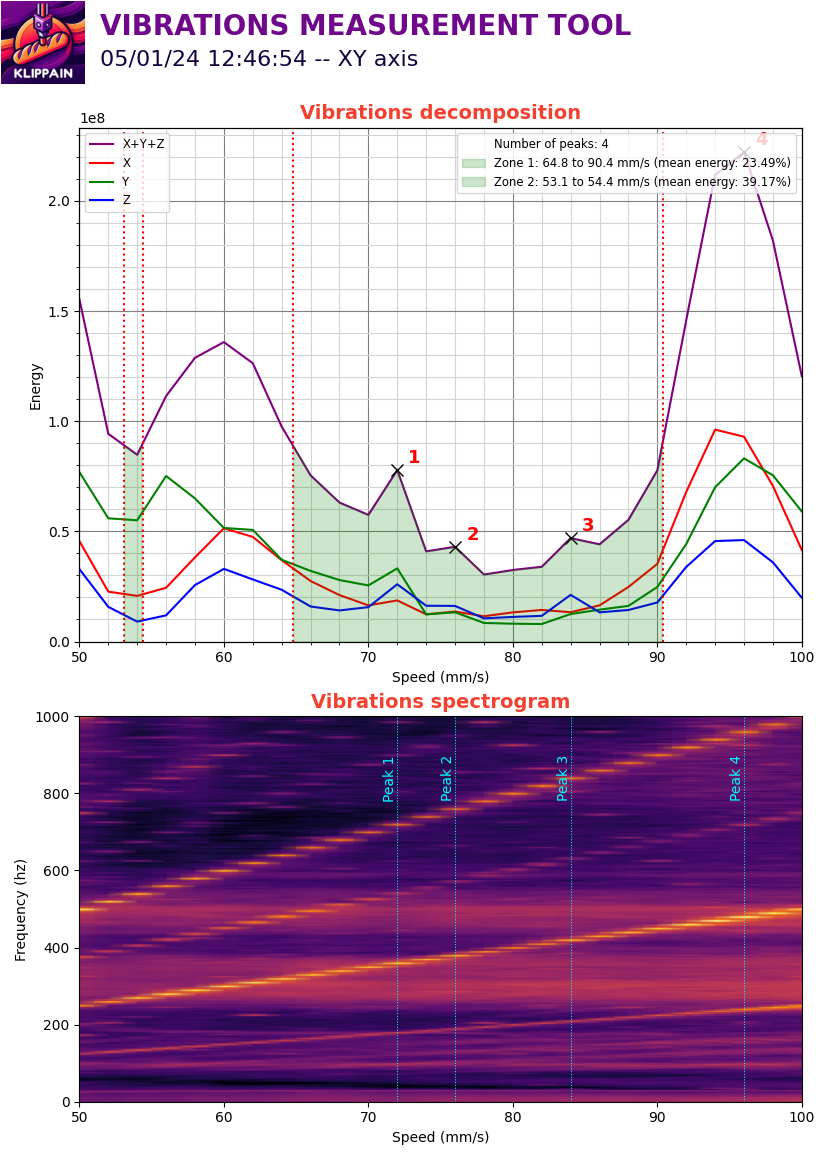 KLIPPAIN
VIBRATIONS MEASUREMENT TOOL
05/01/24 12:46:54 -- XY axis
Vibrations decomposition
1e8
X+Y+Z
X
Y
Z
Number of peaks: 4
Zone 1: 64.8 to 90.4 mm/s (mean energy: 23.49%)
Zone 2: 53.1 to 54.4 mm/s (mean energy: 39.17%)
4
2.0
1.5
1.0
0.5
0.0
Energy
1
2
3
50 60 70 80 90 100
Speed (mm/s)
Vibrations spectrogram
1000
800
600
400
200
0
Frequency (hz)
Peak 1
Peak 2
Peak 3
Peak 4
50 60 70 80 90 100
Speed (mm/s)